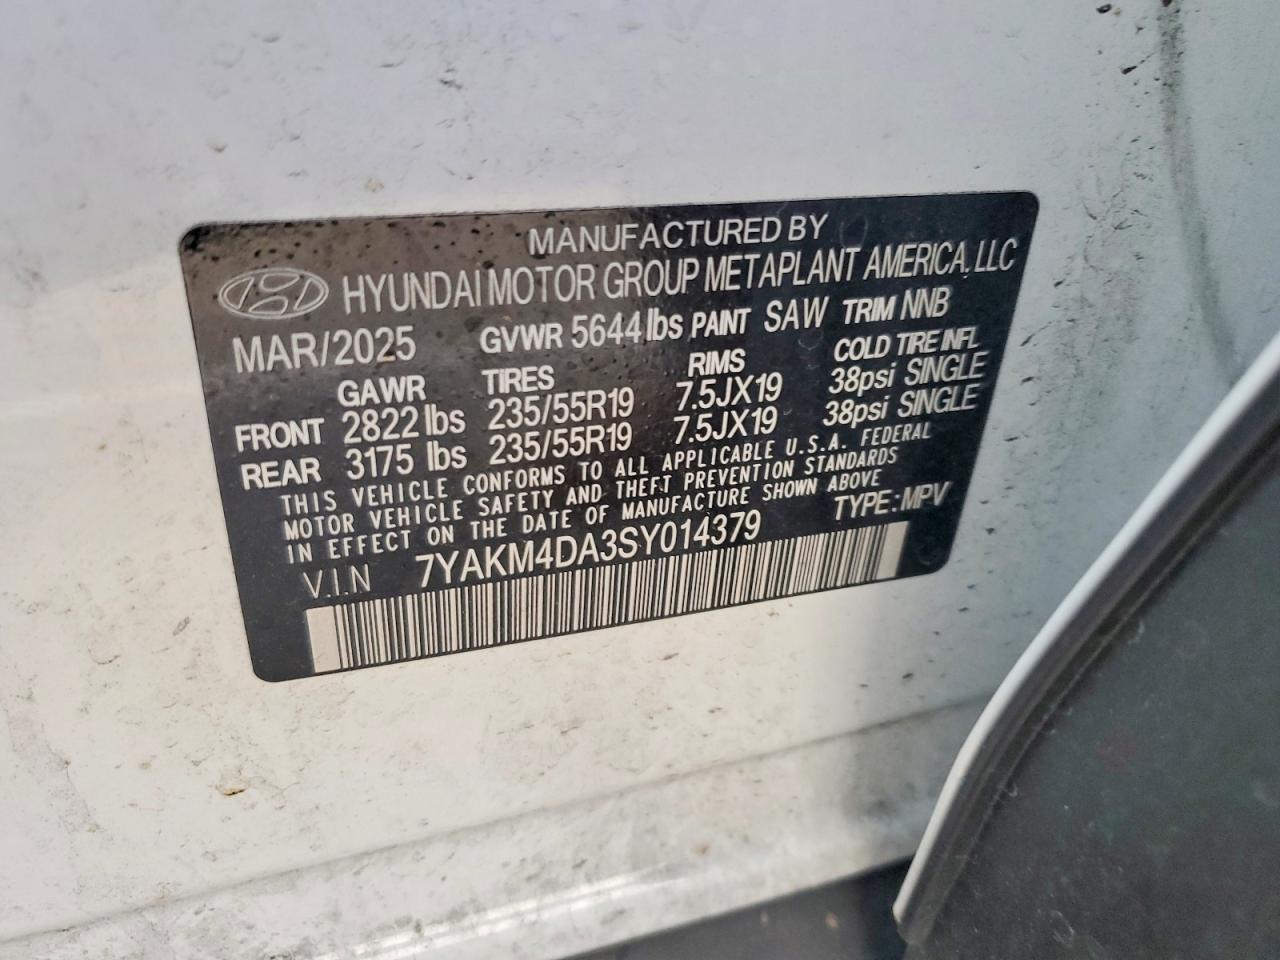 MANUFACTURED BY
HYUNDAI MOTOR GROUP METAPLANT AMERICA, LLC
MAR/2025 GVWR 5644 lbs PAINT SAW TRIM NNB
GAWR TIRES RIMS COLD TIRE INFL
FRONT 2822 lbs 235/55R19 7.5JX19 38psi SINGLE
REAR 3175 lbs 235/55R19 7.5JX19 38psi SINGLE
THIS VEHICLE CONFORMS TO ALL APPLICABLE U.S.A. FEDERAL
MOTOR VEHICLE SAFETY AND THEFT PREVENTION STANDARDS
IN EFFECT ON THE DATE OF MANUFACTURE SHOWN ABOVE
V.I.N 7YAKM4DA3SY014379 TYPE: MPV